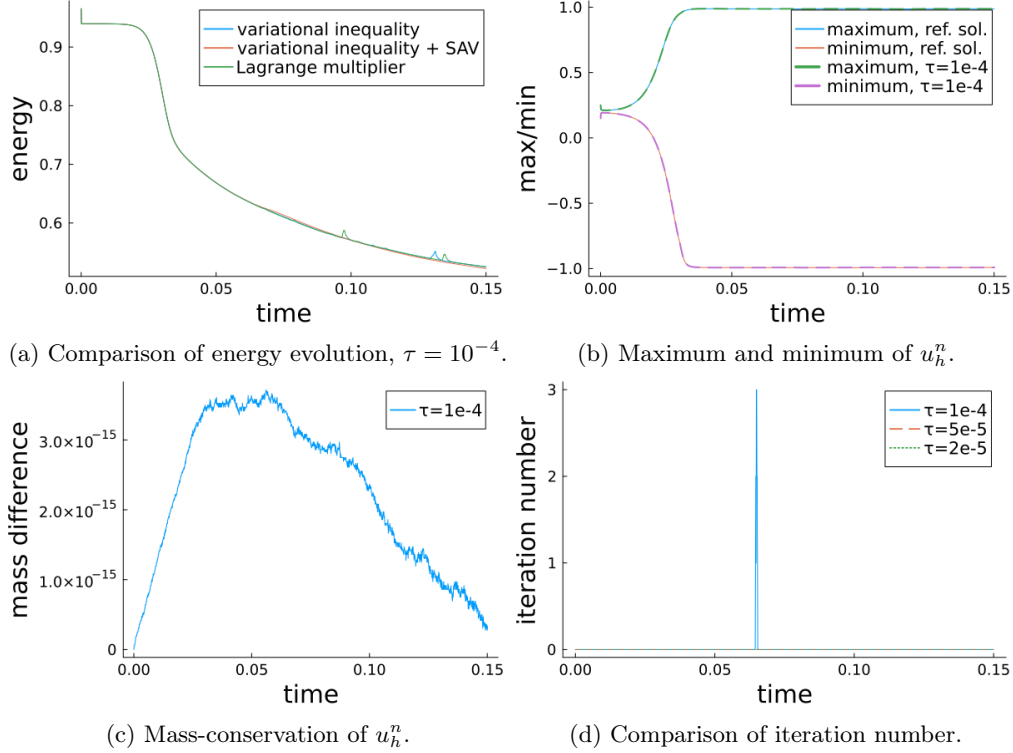 variational inequality
variational inequality + SAV
Lagrange multiplier
energy
0.9
0.8
0.7
0.6
0.00
0.05
0.10
0.15
time
maximum, ref. sol.
minimum, ref. sol.
maximum, τ=1e-4
minimum, τ=1e-4
max/min
1.0
0.5
0.0
−0.5
−1.0
0.00
0.05
0.10
0.15
time
(a) Comparison of energy evolution, τ = 10⁻⁴.
(b) Maximum and minimum of uₕⁿ.
τ=1e-4
mass difference
3.0×10⁻¹⁵
2.0×10⁻¹⁵
1.0×10⁻¹⁵
0
0.00
0.05
0.10
0.15
time
τ=1e-4
τ=5e-5
τ=2e-5
iteration number
3
2
1
0
0.00
0.05
0.10
0.15
time
(c) Mass-conservation of uₕⁿ.
(d) Comparison of iteration number.